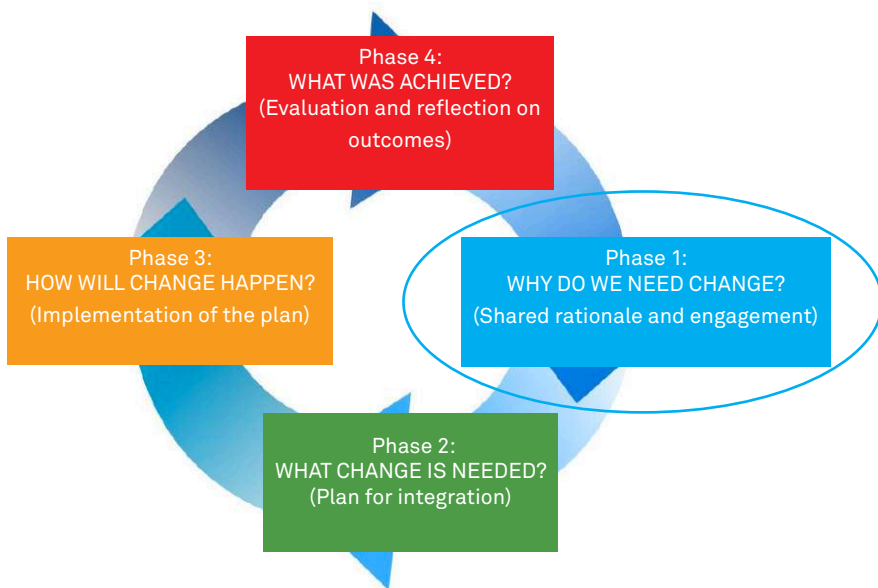 Phase 4:
WHAT WAS ACHIEVED?
(Evaluation and reflection on
outcomes)
Phase 3:
HOW WILL CHANGE HAPPEN?
(Implementation of the plan)
Phase 1:
WHY DO WE NEED CHANGE?
(Shared rationale and engagement)
Phase 2:
WHAT CHANGE IS NEEDED?
(Plan for integration)